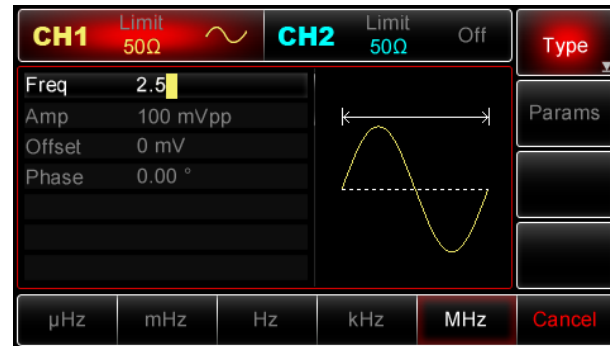 CH1 Limit 50Ω CH2 Limit 50Ω Off Type
Freq 2.5
Amp 100 mVpp Params
Offset 0 mV
Phase 0.00 °
µHz mHz Hz kHz MHz Cancel